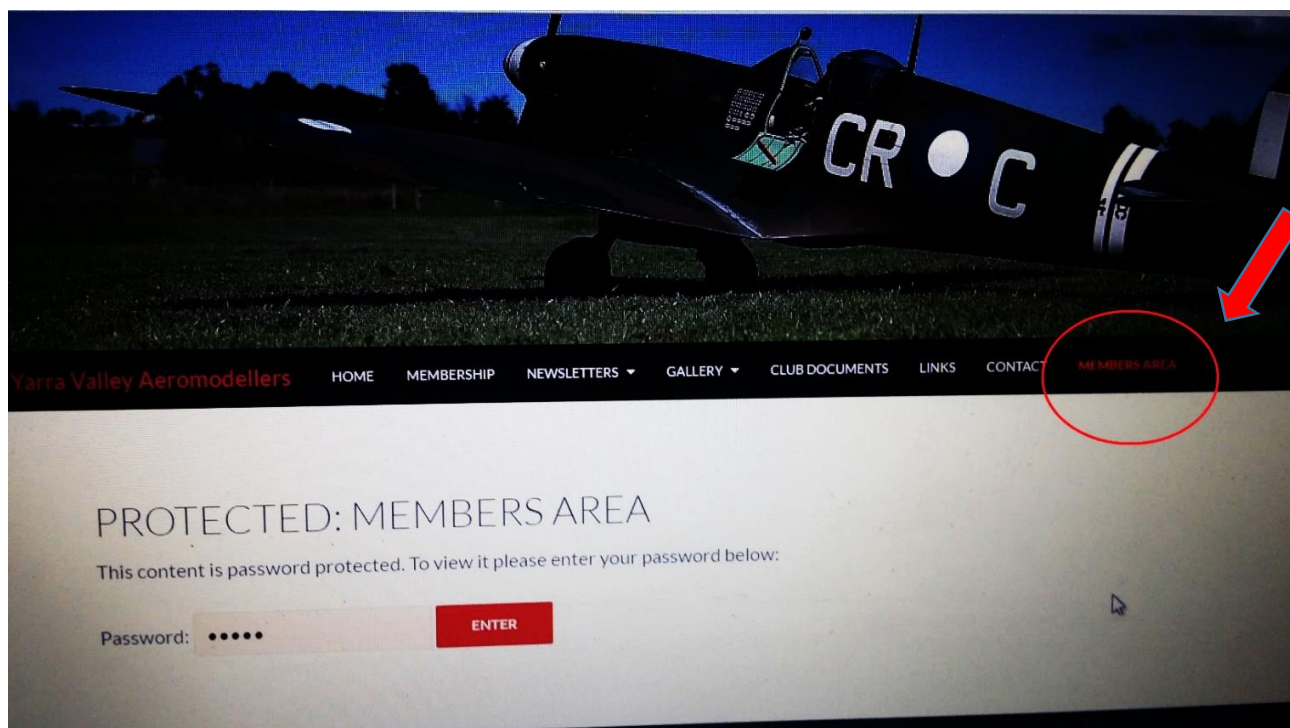 CR C
Yarra Valley Aeromodellers HOME MEMBERSHIP NEWSLETTERS GALLERY CLUB DOCUMENTS LINKS CONTACT MEMBERS AREA
PROTECTED: MEMBERS AREA
This content is password protected. To view it please enter your password below:
Password: ••••• ENTER